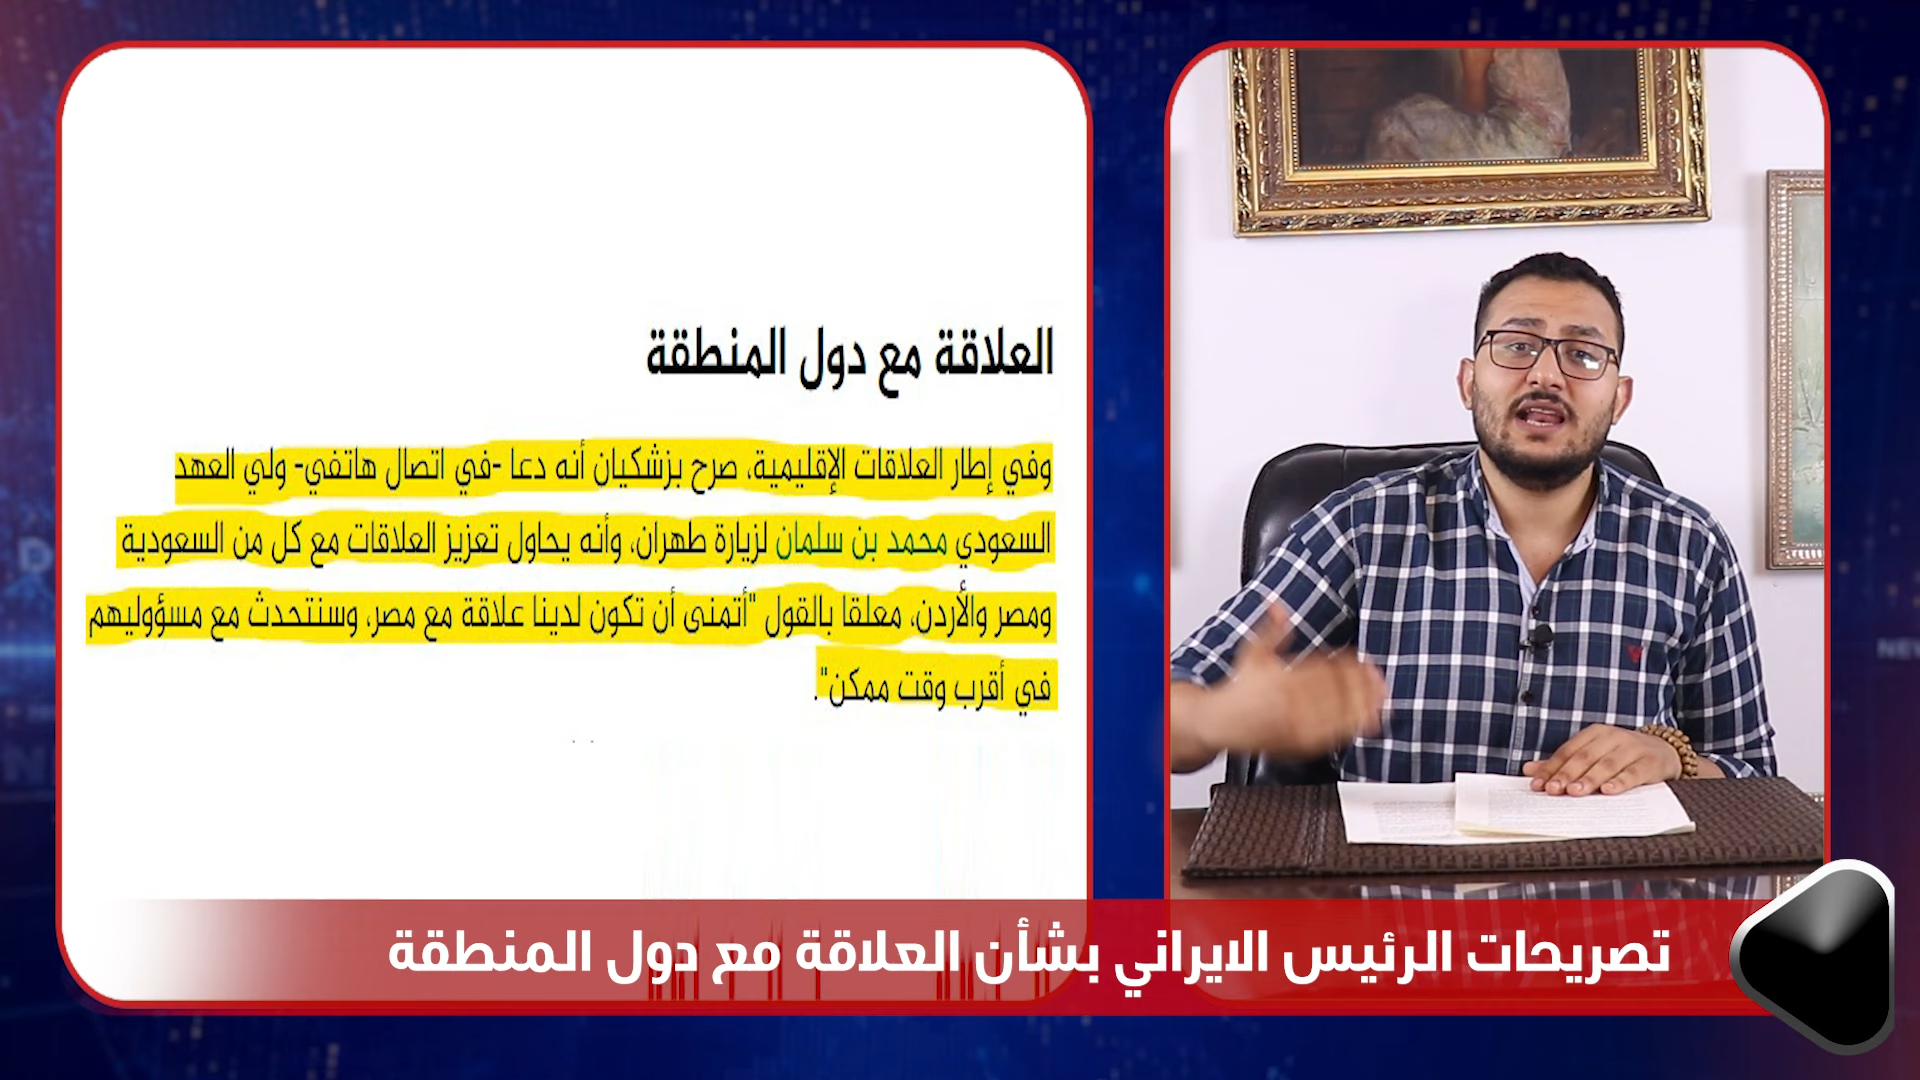 العلاقة مع دول المنطقة
وفي إطار العلاقات الإقليمية، صرح بزشكيان أنه دعا -في اتصال هاتفي- ولي العهد
السعودي محمد بن سلمان لزيارة طهران، وأنه يحاول تعزيز العلاقات مع كل من السعودية
ومصر والأردن، معلقا بالقول "أتمنى أن تكون لدينا علاقة مع مصر، وسنتحدث مع مسؤوليهم
في أقرب وقت ممكن".
تصريحات الرئيس الايراني بشأن العلاقة مع دول المنطقة